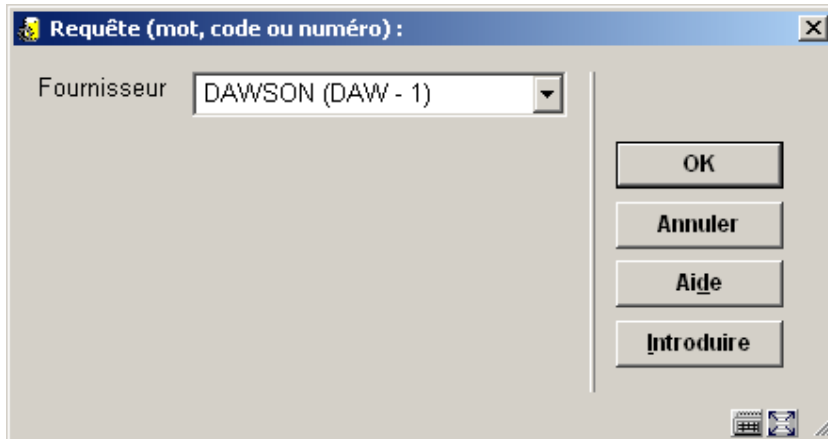 Requête (mot, code ou numéro) :
Fournisseur DAWSON (DAW - 1)
OK
Annuler
Aide
Introduire